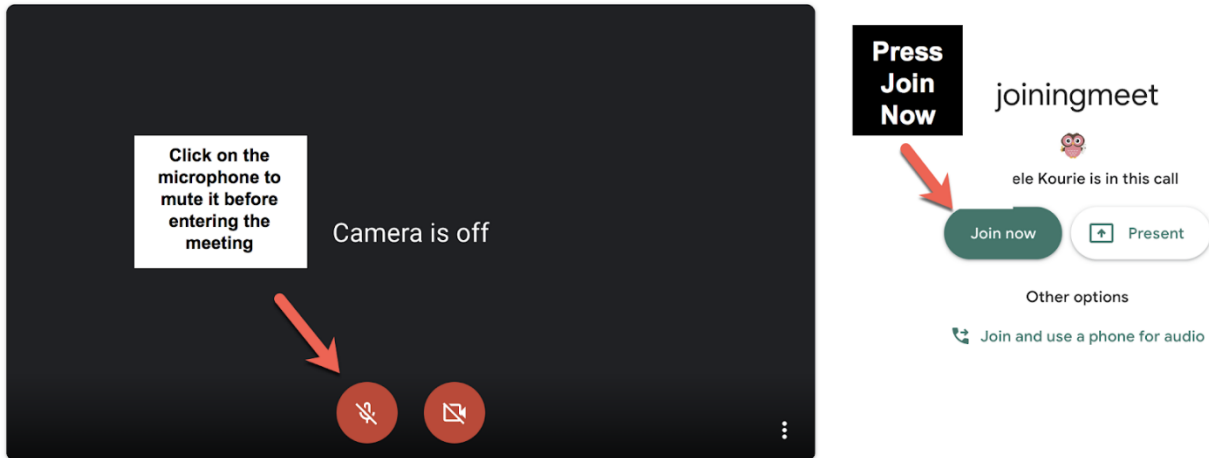 Click on the
microphone to
mute it before
entering the
meeting
Camera is off
Press
Join
Now
joiningmeet
ele Kourie is in this call
Join now
Present
Other options
Join and use a phone for audio